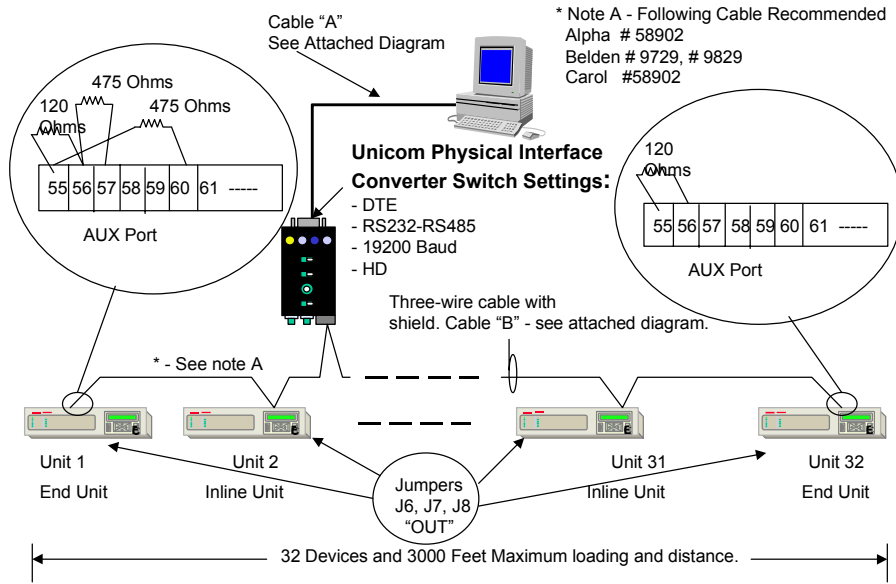 Cable “A”
See Attached Diagram
* Note A - Following Cable Recommended
Alpha # 58902
Belden # 9729, # 9829
Carol #58902
475 Ohms
120
Ohms
475 Ohms
55 56 57 58 59 60 61 -----
AUX Port
Unicom Physical Interface
Converter Switch Settings:
- DTE
- RS232-RS485
- 19200 Baud
- HD
120
Ohms
55 56 57 58 59 60 61 -----
AUX Port
Three-wire cable with
shield. Cable “B” - see attached diagram.
* - See note A
Unit 1
End Unit
Unit 2
Inline Unit
Jumpers
J6, J7, J8
“OUT”
Unit 31
Inline Unit
Unit 32
End Unit
32 Devices and 3000 Feet Maximum loading and distance.